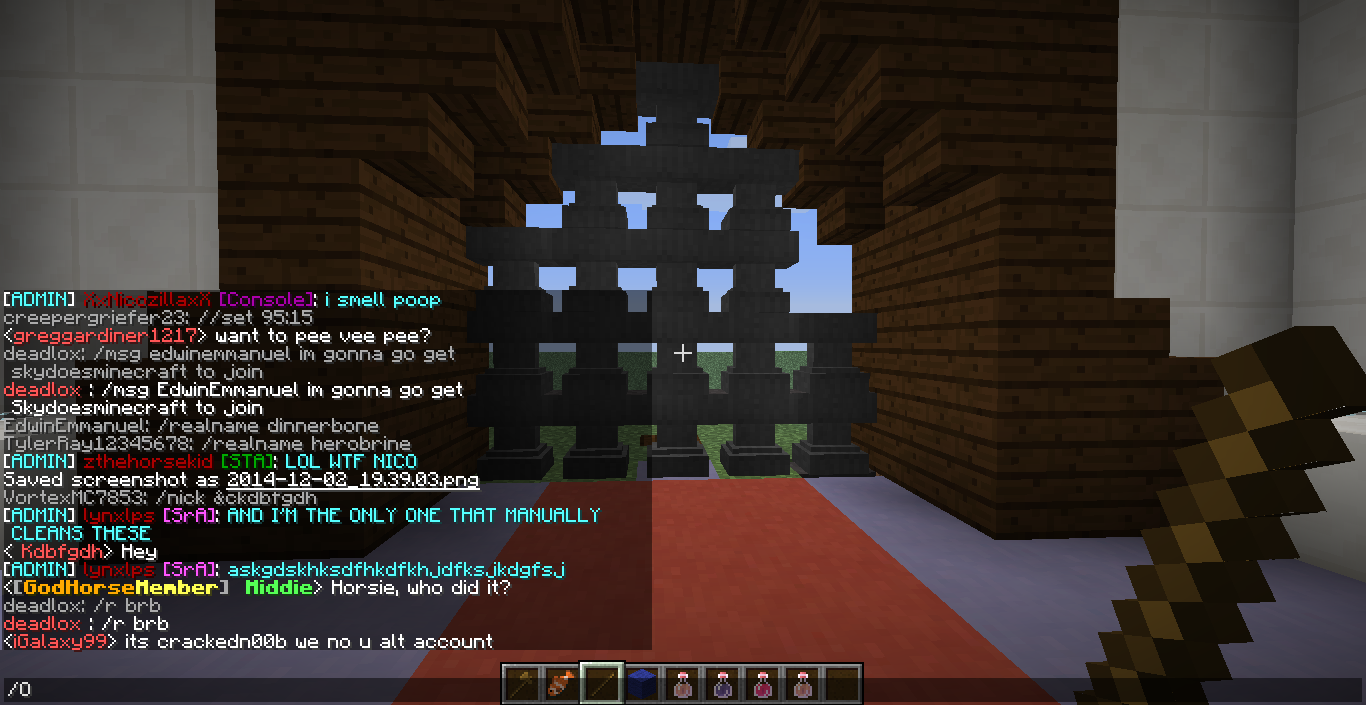 [ADMIN] XxNicozillaxX [Console]: i smell poop
creepergriefer23: //set 95:15
<greggardiner1217> want to pee vee pee?
deadlox: /msg edwinemmanuel im gonna go get
skydoesminecraft to join
deadlox : /msg EdwinEmmanuel im gonna go get
Skydoesminecraft to join
EdwinEmmanuel: /realname dinnerbone
TylerRay12345678: /realname herobrine
[ADMIN] zthehorsekid [STA]: LOL WTF NICO
Saved screenshot as 2014-12-02_19.39.03.png
VortexMC7853: /nick &ckdbfgdh
[ADMIN] lynxlps [SrA]: AND I'M THE ONLY ONE THAT MANUALLY
CLEANS THESE
< Kdbfgdh> Hey
[ADMIN] lynxlps [SrA]: askgdskhksdfhkdfkh,jdfks,jkdgfs,j
<[GodHorseMember] Middie> Horsie, who did it?
deadlox: /r brb
deadlox : /r brb
<iGalaxy99> its crackedn00b we no u alt account
/O